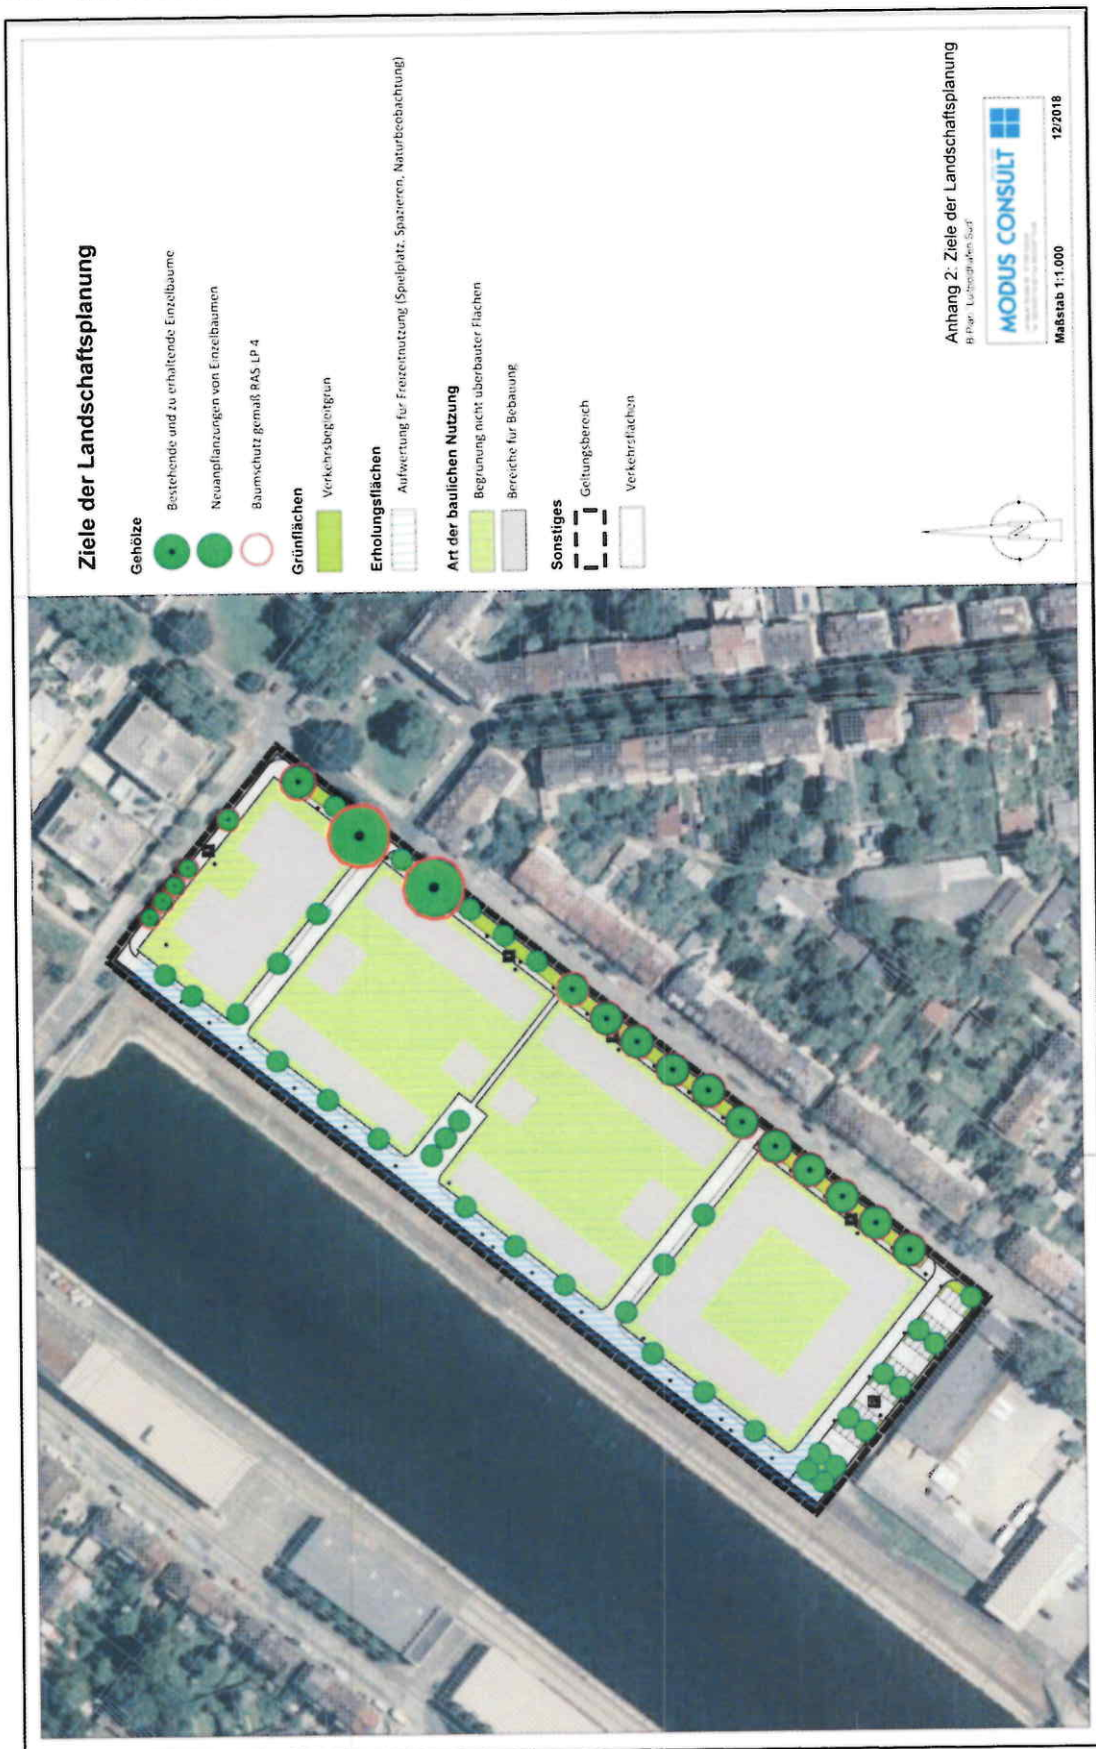 Ziele der Landschaftsplanung
Gehölze
Bestehende und zu erhaltende Einzelbäume
Neuanpflanzungen von Einzelbäumen
Baumschutz gemäß RAS-LP 4
Grünflächen
Verkehrsbegleitgrün
Erholungsflächen
Aufwertung für Freizeitnutzung (Spielplatz, Spazieren, Naturbeobachtung)
Art der baulichen Nutzung
Begrünung nicht überbauter Flächen
Bereiche für Bebauung
Sonstiges
Geltungsbereich
Verkehrsflächen
N
Anhang 2: Ziele der Landschaftsplanung
B-Plan "Luitpoldhafen Süd"
MODUS CONSULT
Maßstab 1:1.000
12/2018